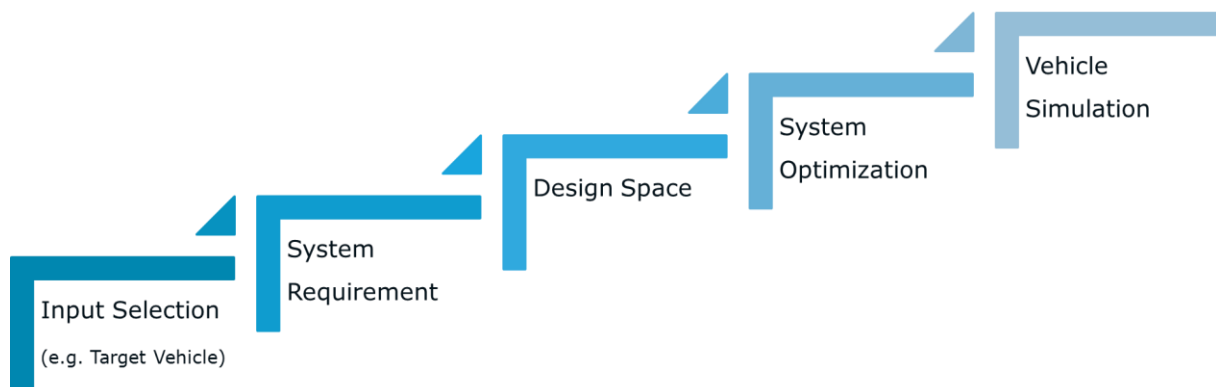 Input Selection
(e.g. Target Vehicle)
System
Requirement
Design Space
System
Optimization
Vehicle
Simulation